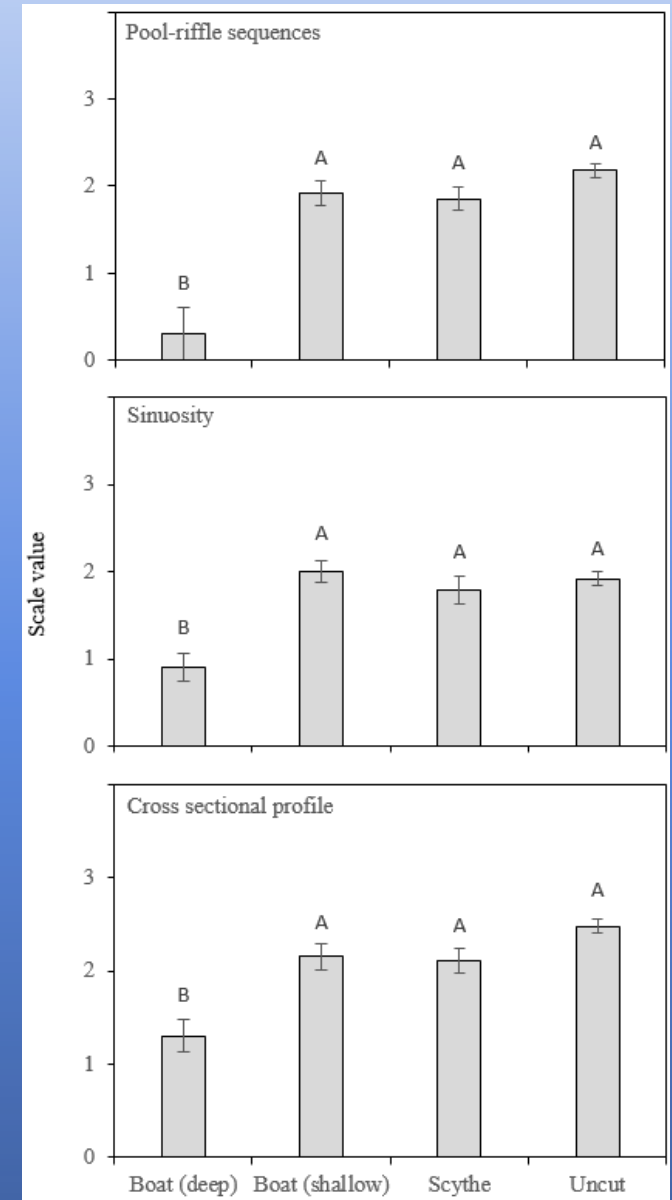 Pool-riffle sequences
3
2
1
0
B
A
A
A
Scale value
Sinuosity
3
2
1
0
B
A
A
A
Cross sectional profile
3
2
1
0
B
A
A
A
Boat (deep) Boat (shallow) Scythe Uncut